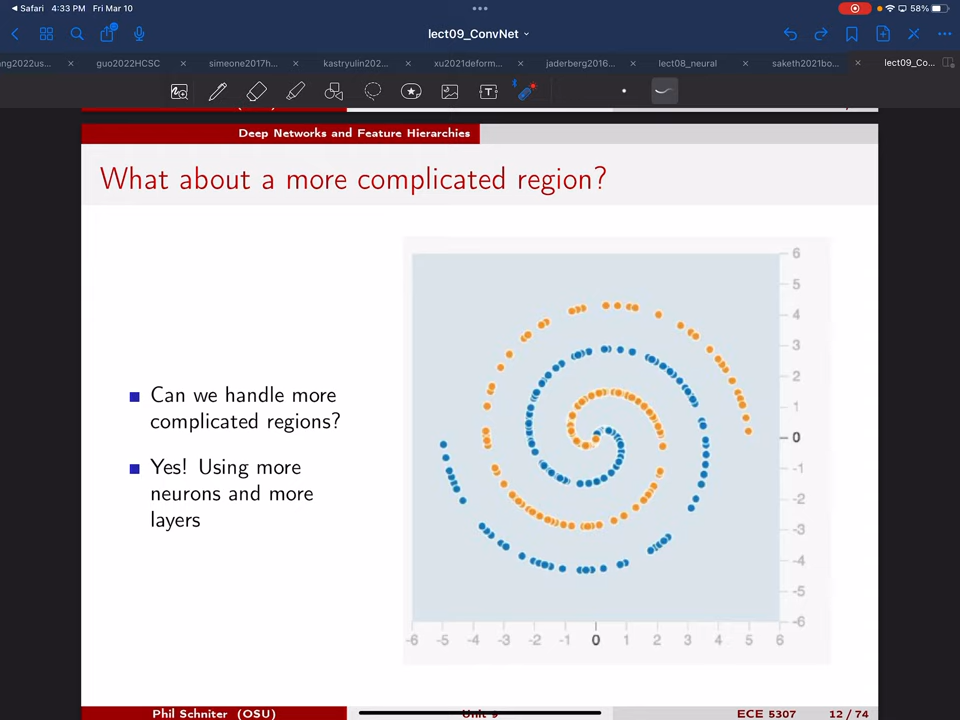 Safari 4:33 PM Fri Mar 10
58%
lect09_ConvNet
ang2022us...
guo2022HCSC
simeone2017h...
kastryulin202...
xu2021deform...
jaderberg2016...
lect08_neural
saketh2021bo...
lect09_Co...
Deep Networks and Feature Hierarchies
What about a more complicated region?
Can we handle more
complicated regions?
Yes! Using more
neurons and more
layers
6
5
4
3
2
1
0
-1
-2
-3
-4
-5
-6
-6 -5 -4 -3 -2 -1 0 1 2 3 4 5 6
Phil Schniter (OSU)
Unit 9
ECE 5307
12 / 74